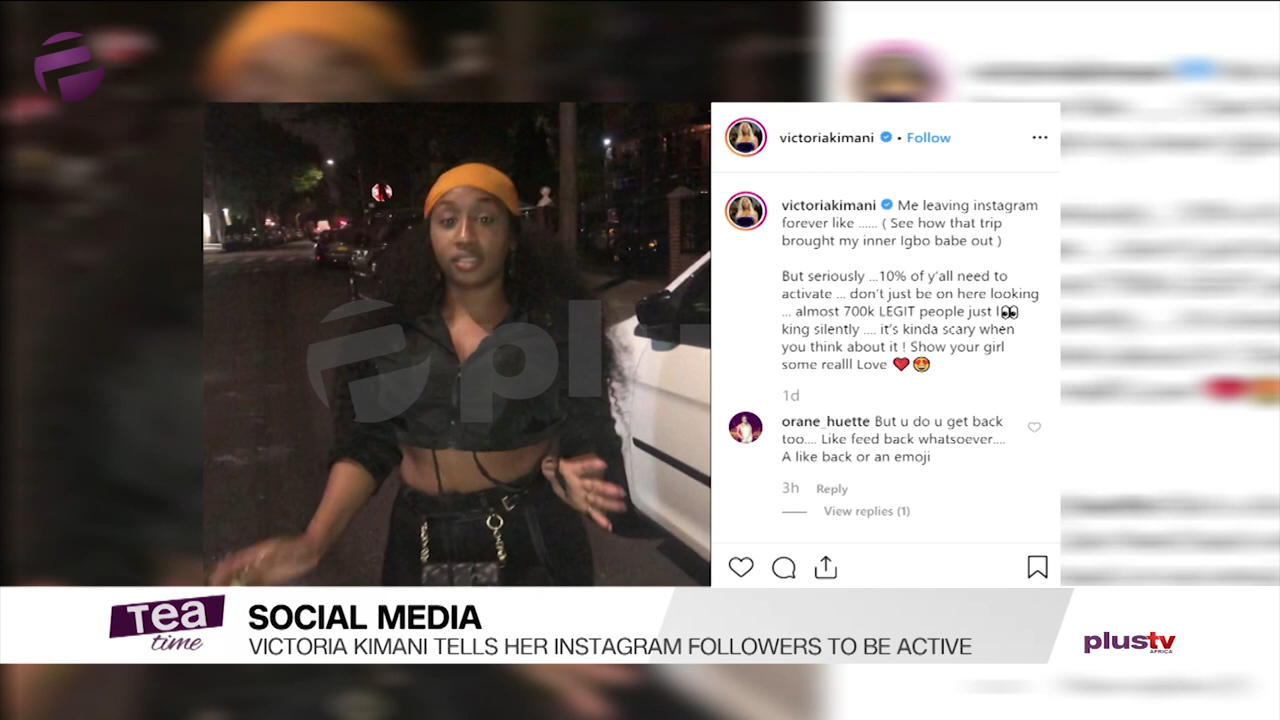 victoriakimani • Follow
victoriakimani Me leaving instagram
forever like ...... ( See how that trip
brought my inner Igbo babe out )
But seriously ...10% of y'all need to
activate ... don't just be on here looking
... almost 700k LEGIT people just l👀
king silently .... it's kinda scary when
you think about it ! Show your girl
some realll Love ❤️😍
1d
orane_huette But u do u get back
too.... Like feed back whatsoever....
A like back or an emoji
3h Reply
View replies (1)
pl
Tea
time
SOCIAL MEDIA
VICTORIA KIMANI TELLS HER INSTAGRAM FOLLOWERS TO BE ACTIVE
plustv
AFRICA